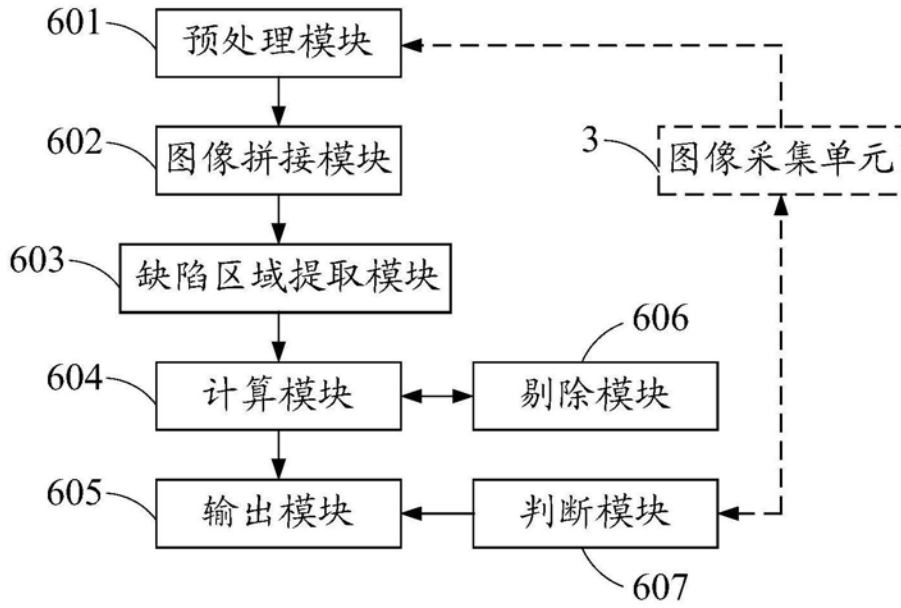 601
预处理模块
602
图像拼接模块
3
图像采集单元
603
缺陷区域提取模块
606
604
计算模块
剔除模块
605
输出模块
判断模块
607